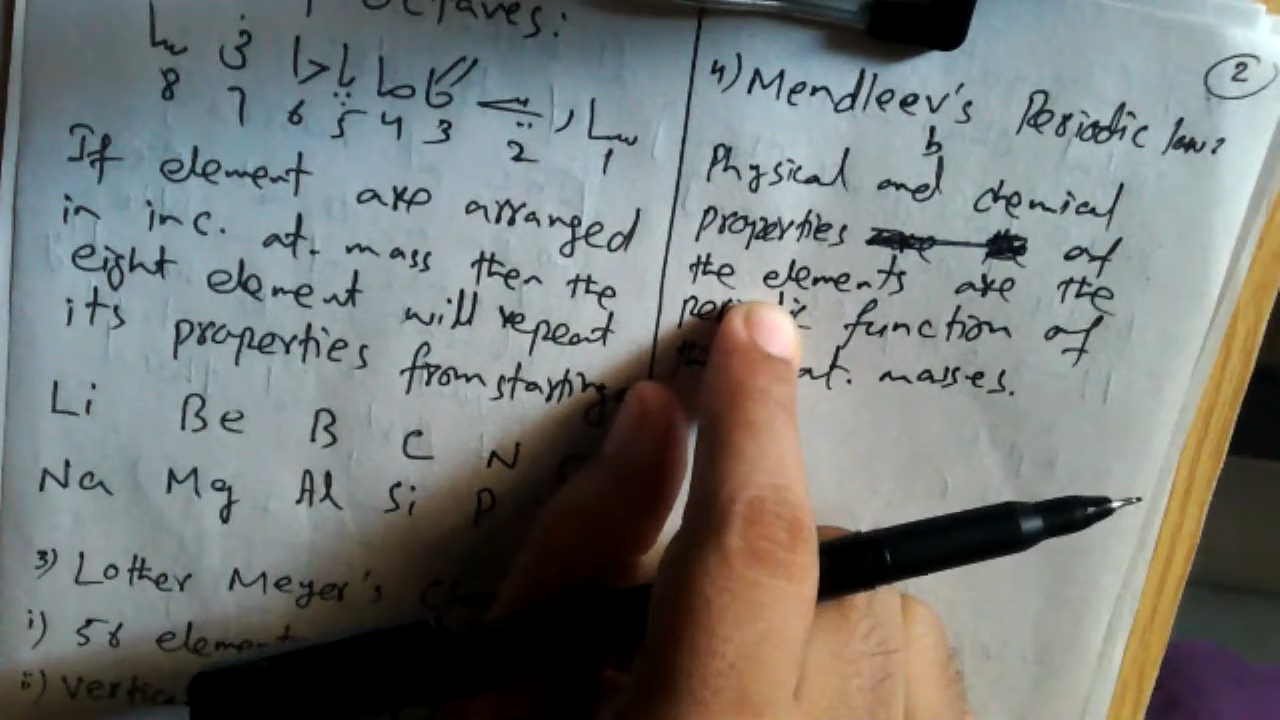 Octaves:
8 7 6 5 4 3 2 1
If element are arranged
in inc. at. mass then the
eight element will repeat
its properties from starting
Li Be B C N
Na Mg Al Si P
3) Lother Meyer's
i) 56 element
ii)
2
4) Mendleev's Periodic law:
Physical and chemical
properties of
the elements are the
function of
at. masses.